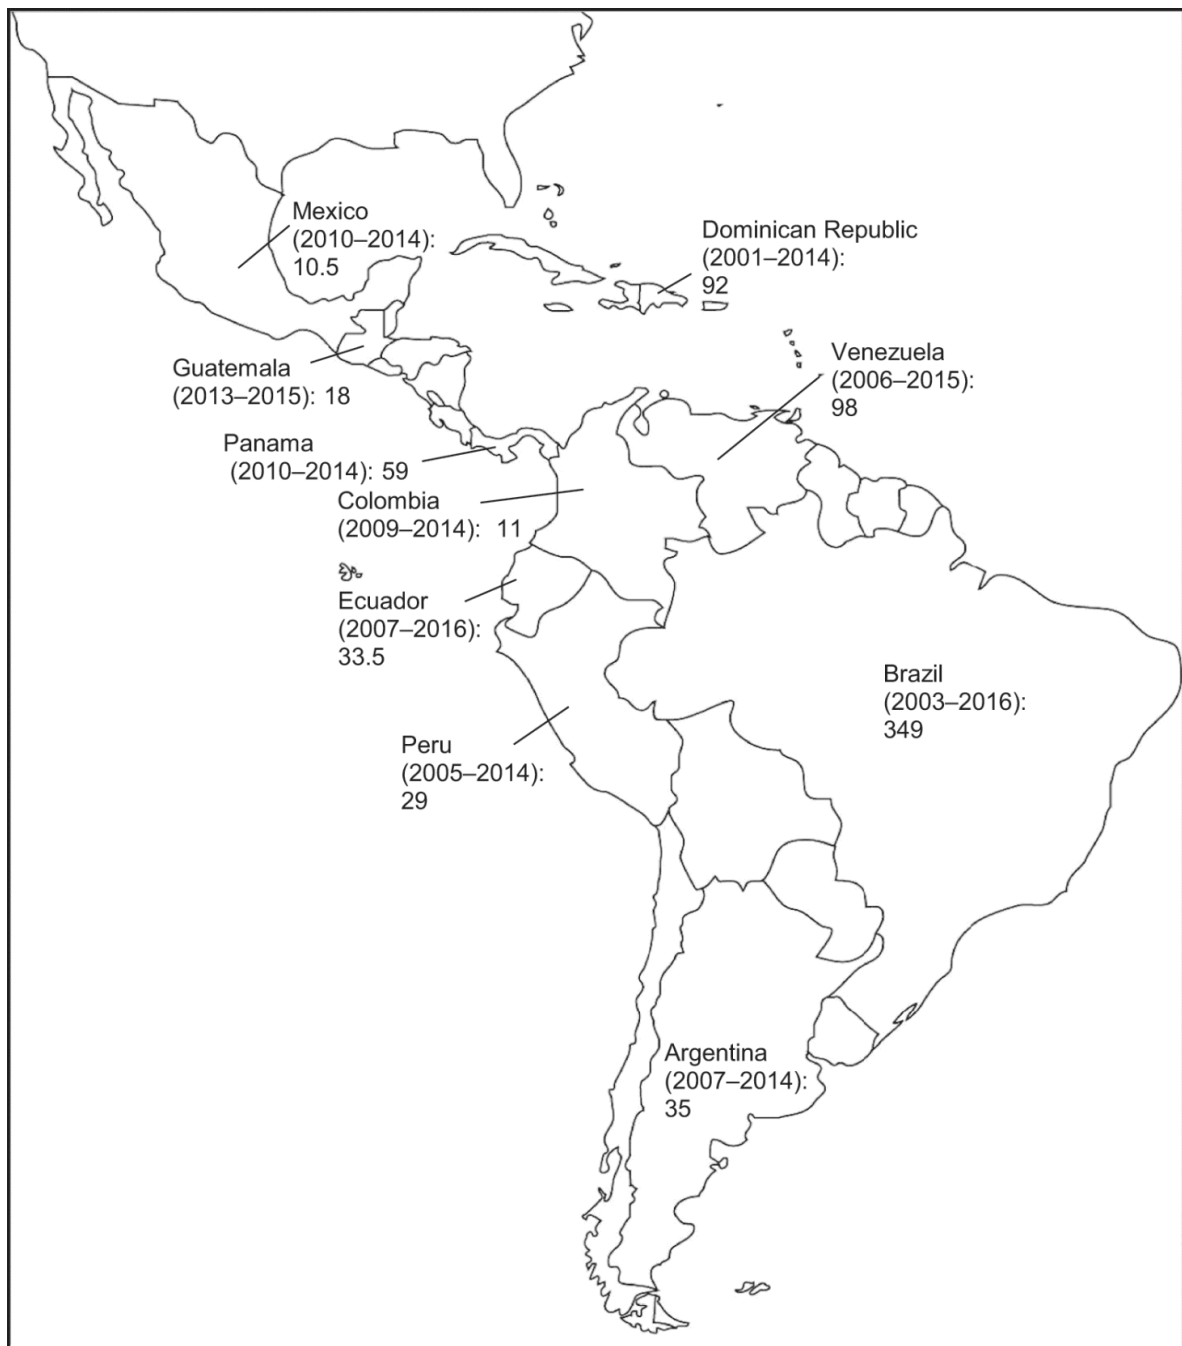 Mexico
(2010–2014):
10.5
Dominican Republic
(2001–2014):
92
Guatemala
(2013–2015): 18
Venezuela
(2006–2015):
98
Panama
(2010–2014): 59
Colombia
(2009–2014): 11
Ecuador
(2007–2016):
33.5
Brazil
(2003–2016):
349
Peru
(2005–2014):
29
Argentina
(2007–2014):
35